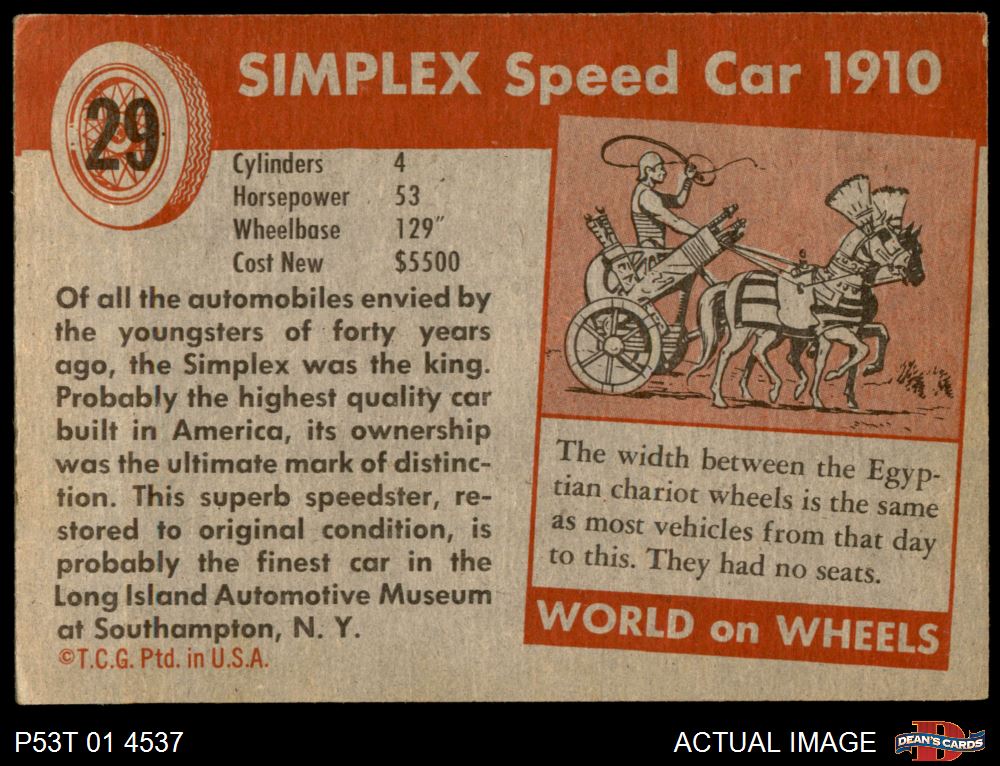 29
SIMPLEX Speed Car 1910
Cylinders 4
Horsepower 53
Wheelbase 129″
Cost New $5500
Of all the automobiles envied by
the youngsters of forty years
ago, the Simplex was the king.
Probably the highest quality car
built in America, its ownership
was the ultimate mark of distinc-
tion. This superb speedster, re-
stored to original condition, is
probably the finest car in the
Long Island Automotive Museum
at Southampton, N. Y.
©T.C.G. Ptd. in U.S.A.
The width between the Egyp-
tian chariot wheels is the same
as most vehicles from that day
to this. They had no seats.
WORLD on WHEELS
P53T 01 4537
ACTUAL IMAGE
DEAN'S CARDS